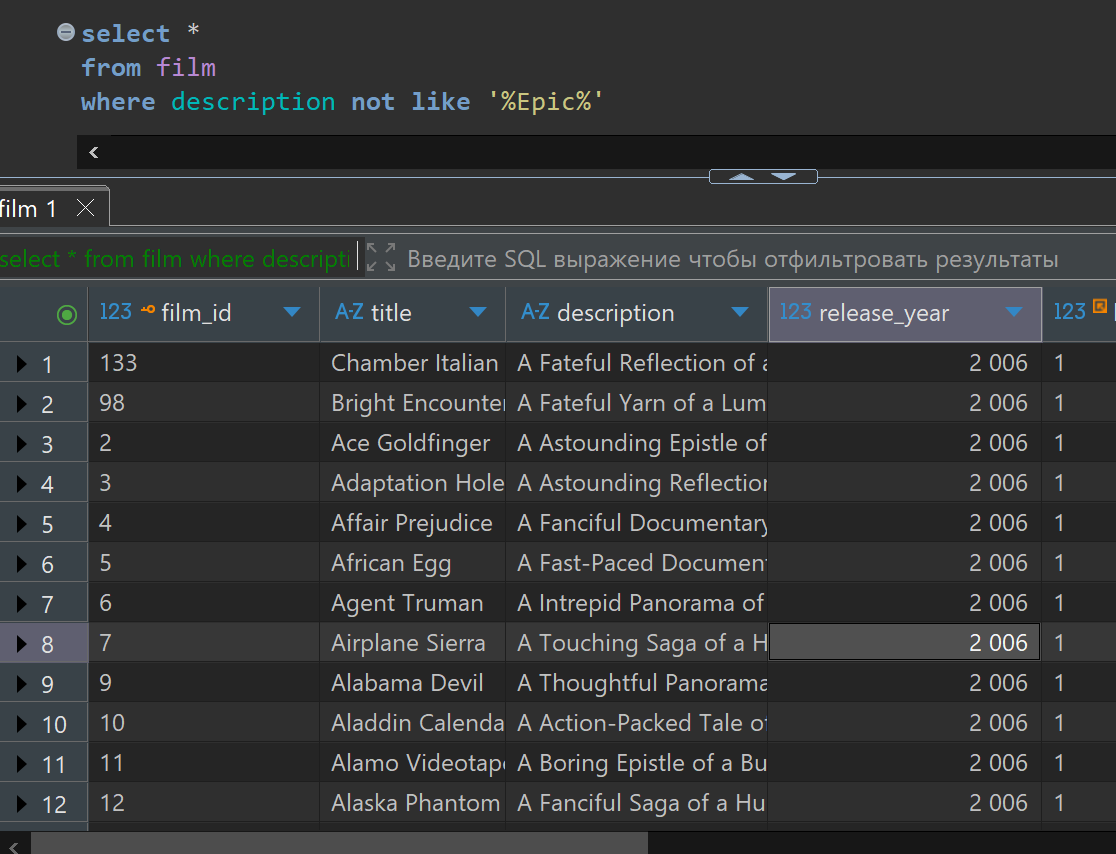 select *
from film
where description not like '%Epic%'
film 1
select * from film where descripti Введите SQL выражение чтобы отфильтровать результаты
123 film_id A-Z title A-Z description 123 release_year 123
1 133 Chamber Italian A Fateful Reflection of a 2 006 1
2 98 Bright Encounter A Fateful Yarn of a Lum 2 006 1
3 2 Ace Goldfinger A Astounding Epistle of 2 006 1
4 3 Adaptation Hole A Astounding Reflection 2 006 1
5 4 Affair Prejudice A Fanciful Documentary 2 006 1
6 5 African Egg A Fast-Paced Document 2 006 1
7 6 Agent Truman A Intrepid Panorama of 2 006 1
8 7 Airplane Sierra A Touching Saga of a H 2 006 1
9 9 Alabama Devil A Thoughtful Panorama 2 006 1
10 10 Aladdin Calenda A Action-Packed Tale of 2 006 1
11 11 Alamo Videotape A Boring Epistle of a Bu 2 006 1
12 12 Alaska Phantom A Fanciful Saga of a Hu 2 006 1